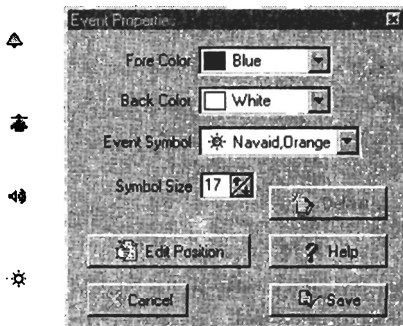 Event Properties
Fore Color Blue
Back Color White
Event Symbol Navaid,Orange
Symbol Size 17
Default
Edit Position ? Help
Cancel Save